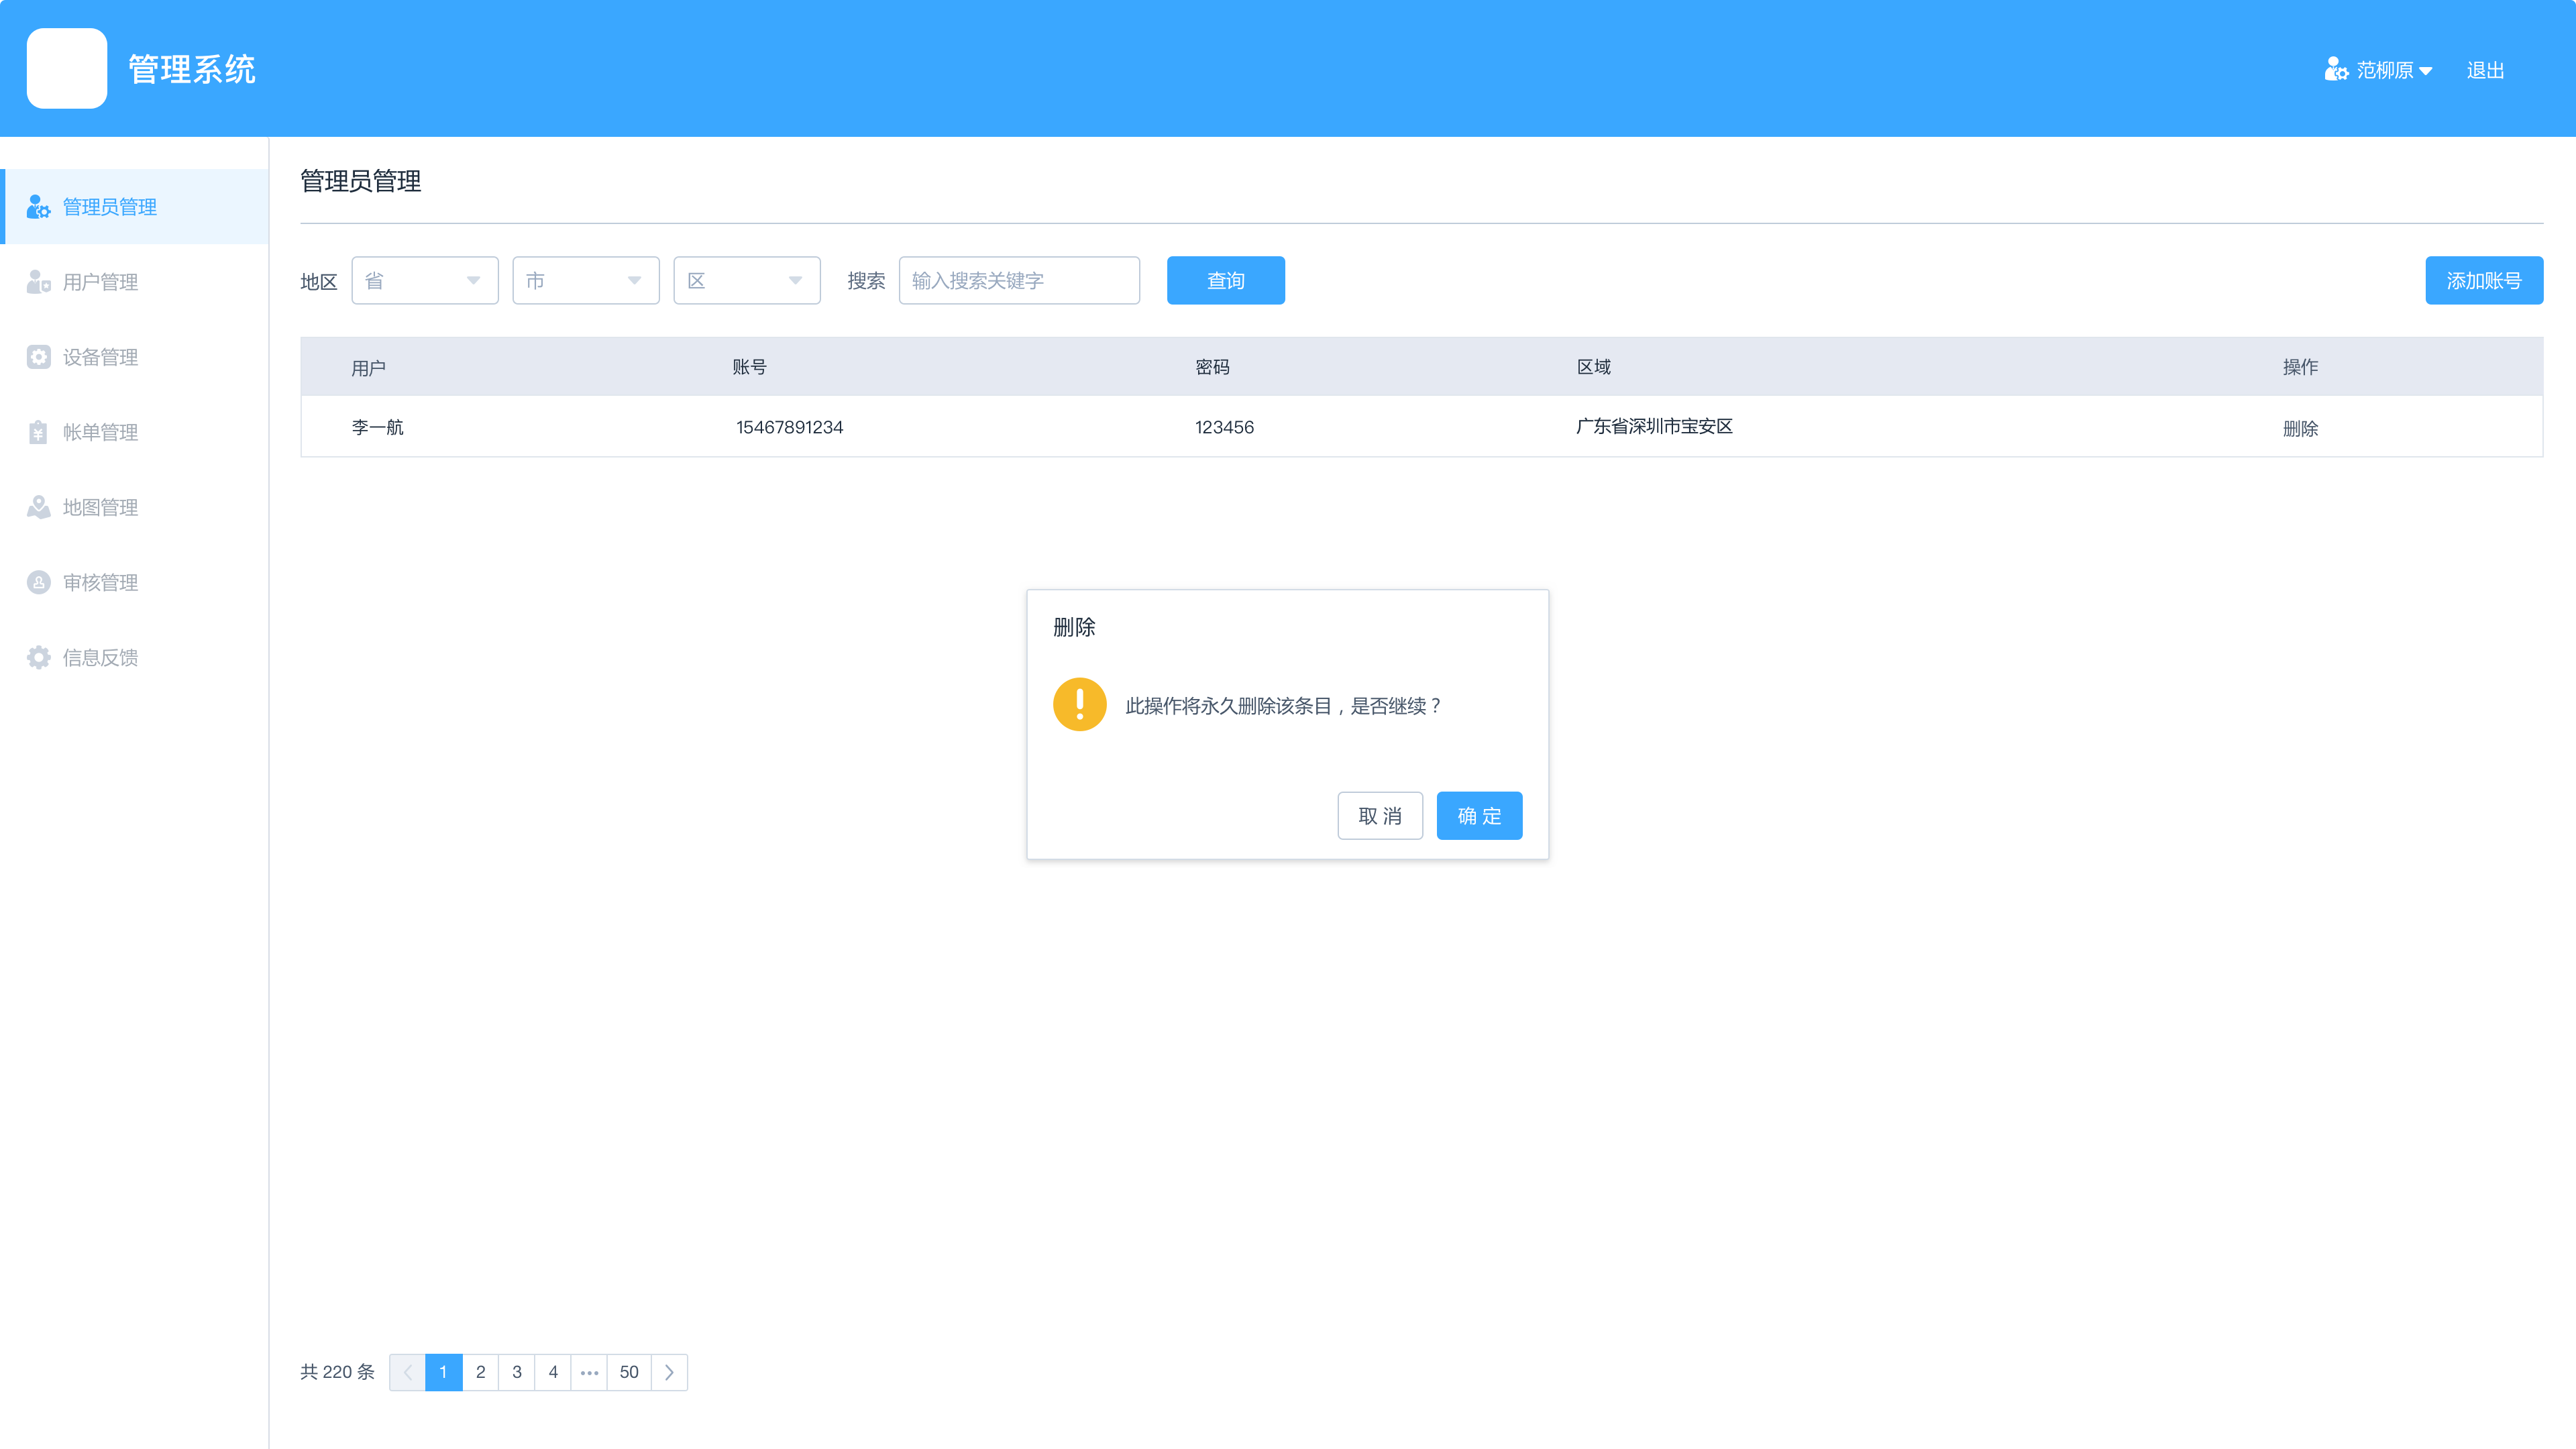 管理系统
范柳原
退出
管理员管理
用户管理
设备管理
帐单管理
地图管理
审核管理
信息反馈
管理员管理
地区 省 市 区 搜索 输入搜索关键字 查询 添加账号
用户 账号 密码 区域 操作
李一航 15467891234 123456 广东省深圳市宝安区 删除
删除
此操作将永久删除该条目，是否继续？
取 消 确 定
共 220 条 1 2 3 4 ••• 50